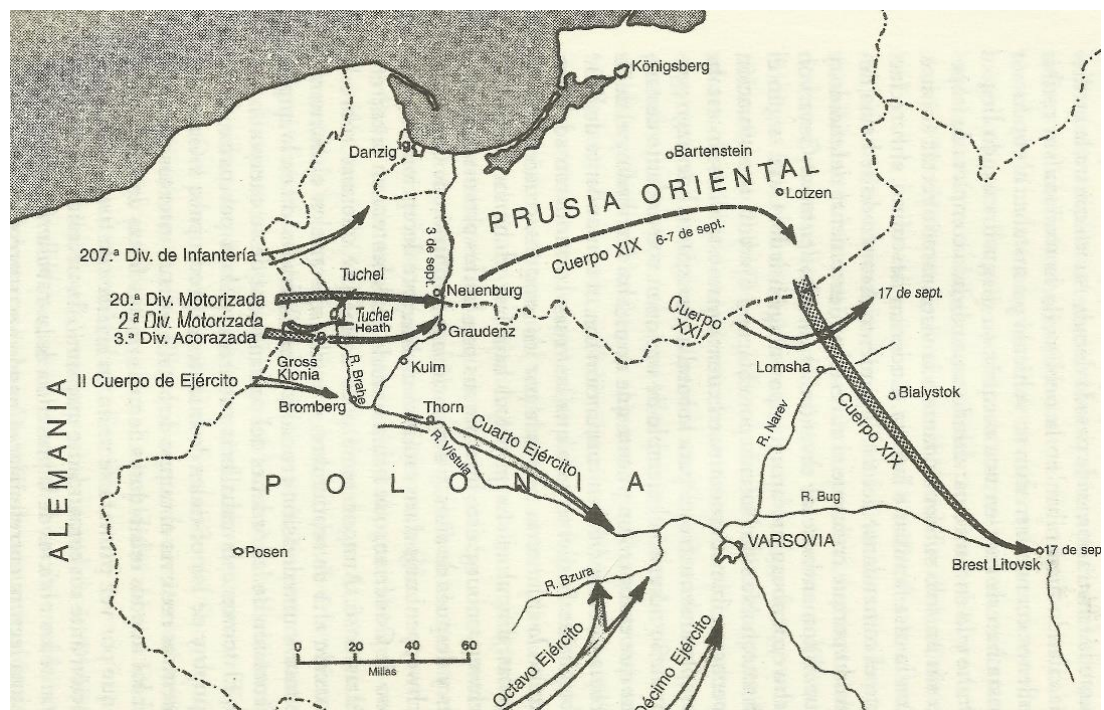 Königsberg
Danzig
Bartenstein
PRUSIA ORIENTAL
Lotzen
207.ª Div. de Infantería
3 de sept.
Cuerpo XIX 6-7 de sept.
Tuchel
20.ª Div. Motorizada
Neuenburg
17 de sept.
2.ª Div. Motorizada
Tuchel
Heath
Cuerpo
XXI
3.ª Div. Acorazada
Graudenz
Gross
Klonia
Kulm
Lomsha
II Cuerpo de Ejército
R. Brahe
Bialystok
Bromberg
Thorn
ALEMANIA
Cuarto Ejército
R. Narev
Cuerpo XIX
R. Vístula
POLONIA
R. Bug
Posen
VARSOVIA
17 de sep
Brest Litovsk
R. Bzura
0 20 40 60
Millas
Octavo Ejército
Décimo Ejército